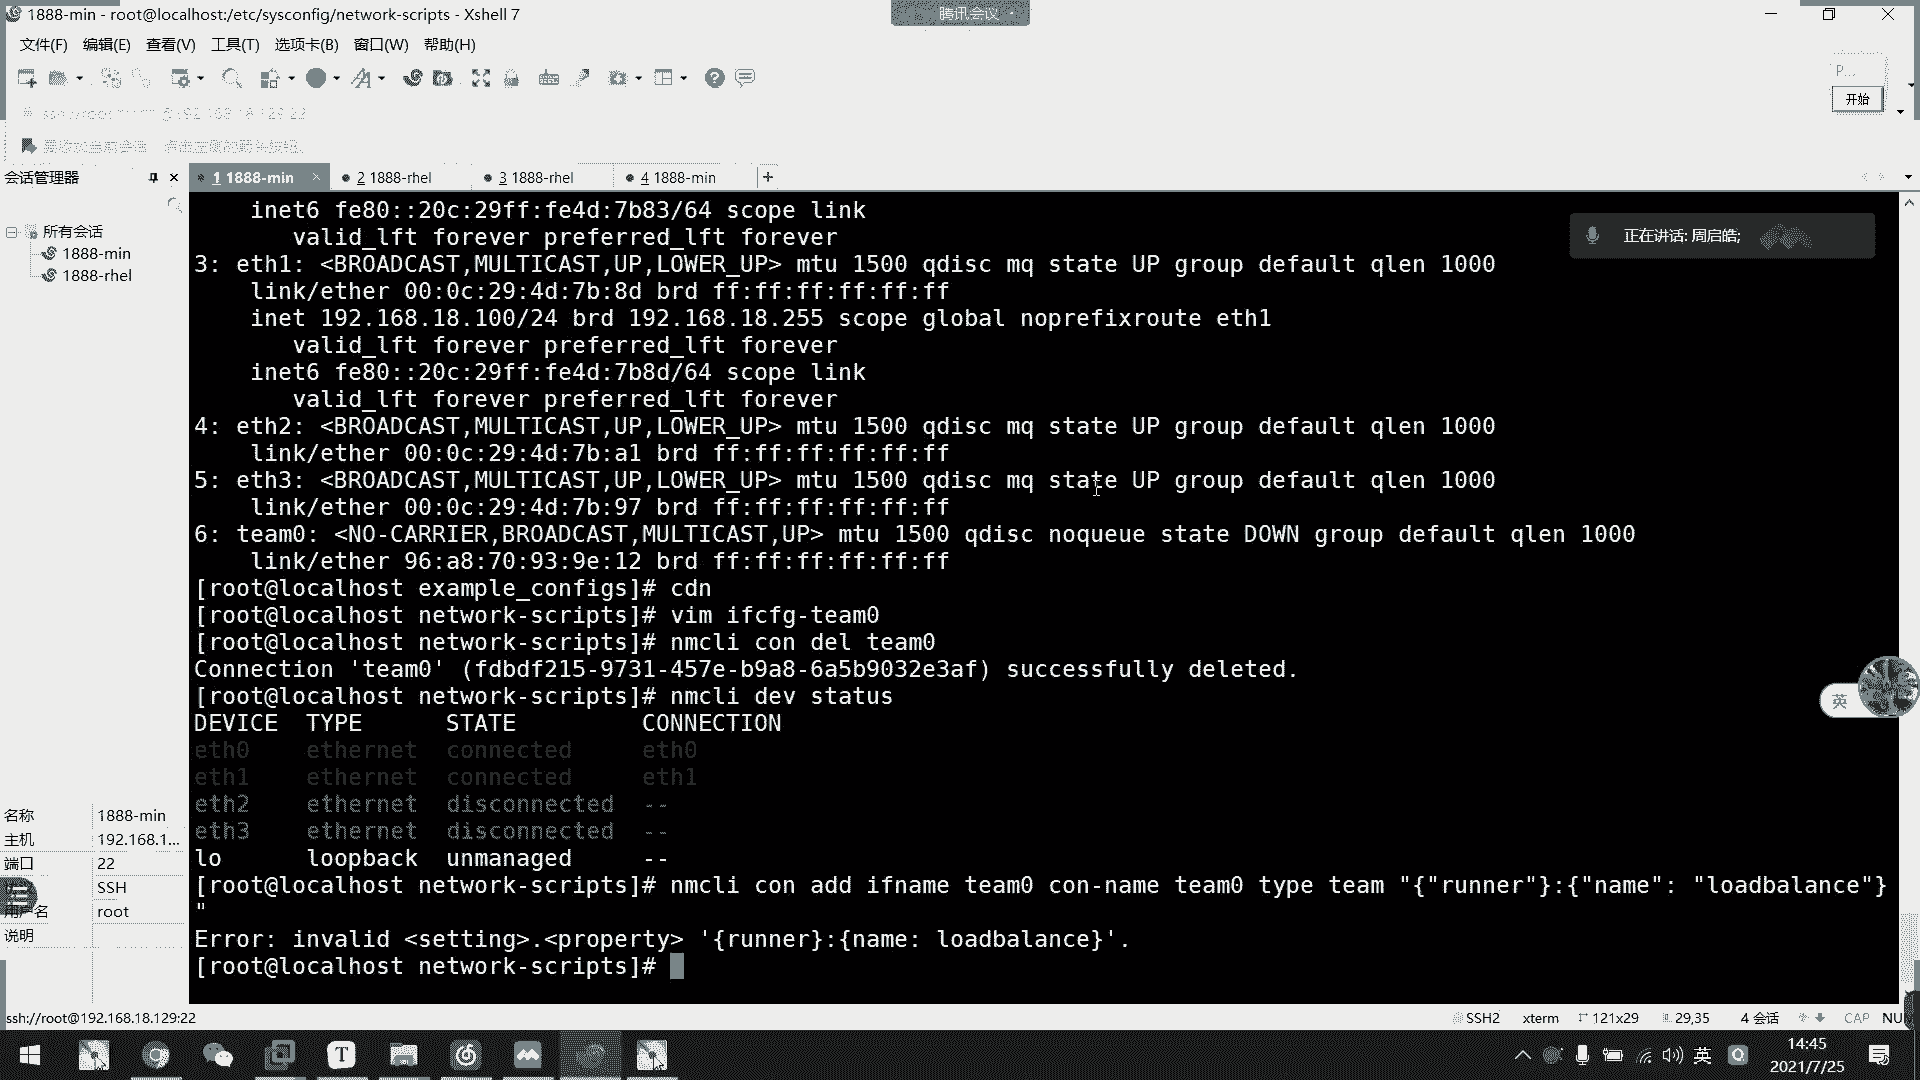 1888-min - root@localhost:/etc/sysconfig/network-scripts - Xshell 7
腾讯会议
文件(F) 编辑(E) 查看(V) 工具(T) 选项卡(B) 窗口(W) 帮助(H)
P...
开始
会话管理器
1 1888-min
2 1888-rhel
3 1888-rhel
4 1888-min
所有会话
1888-min
1888-rhel
正在讲话: 周启皓;
inet6 fe80::20c:29ff:fe4d:7b83/64 scope link
valid_lft forever preferred_lft forever
3: eth1: <BROADCAST,MULTICAST,UP,LOWER_UP> mtu 1500 qdisc mq state UP group default qlen 1000
link/ether 00:0c:29:4d:7b:8d brd ff:ff:ff:ff:ff:ff
inet 192.168.18.100/24 brd 192.168.18.255 scope global noprefixroute eth1
valid_lft forever preferred_lft forever
inet6 fe80::20c:29ff:fe4d:7b8d/64 scope link
valid_lft forever preferred_lft forever
4: eth2: <BROADCAST,MULTICAST,UP,LOWER_UP> mtu 1500 qdisc mq state UP group default qlen 1000
link/ether 00:0c:29:4d:7b:a1 brd ff:ff:ff:ff:ff:ff
5: eth3: <BROADCAST,MULTICAST,UP,LOWER_UP> mtu 1500 qdisc mq state UP group default qlen 1000
link/ether 00:0c:29:4d:7b:97 brd ff:ff:ff:ff:ff:ff
6: team0: <NO-CARRIER,BROADCAST,MULTICAST,UP> mtu 1500 qdisc noqueue state DOWN group default qlen 1000
link/ether 96:a8:70:93:9e:12 brd ff:ff:ff:ff:ff:ff
[root@localhost example_configs]# cdn
[root@localhost network-scripts]# vim ifcfg-team0
[root@localhost network-scripts]# nmcli con del team0
Connection 'team0' (fdbdf215-9731-457e-b9a8-6a5b9032e3af) successfully deleted.
[root@localhost network-scripts]# nmcli dev status
DEVICE TYPE STATE CONNECTION
eth0 ethernet connected eth0
eth1 ethernet connected eth1
eth2 ethernet disconnected --
eth3 ethernet disconnected --
lo loopback unmanaged --
[root@localhost network-scripts]# nmcli con add ifname team0 con-name team0 type team "{"runner"}:{"name": "loadbalance"}
"
Error: invalid <setting>.<property> '{runner}:{name: loadbalance}'.
[root@localhost network-scripts]#
英
名称 1888-min
主机 192.168.1...
端口 22
SSH
用户名 root
说明
ssh://root@192.168.18.129:22
SSH2 xterm 121x29 29,35 4 会话 CAP NU
英
14:45
2021/7/25